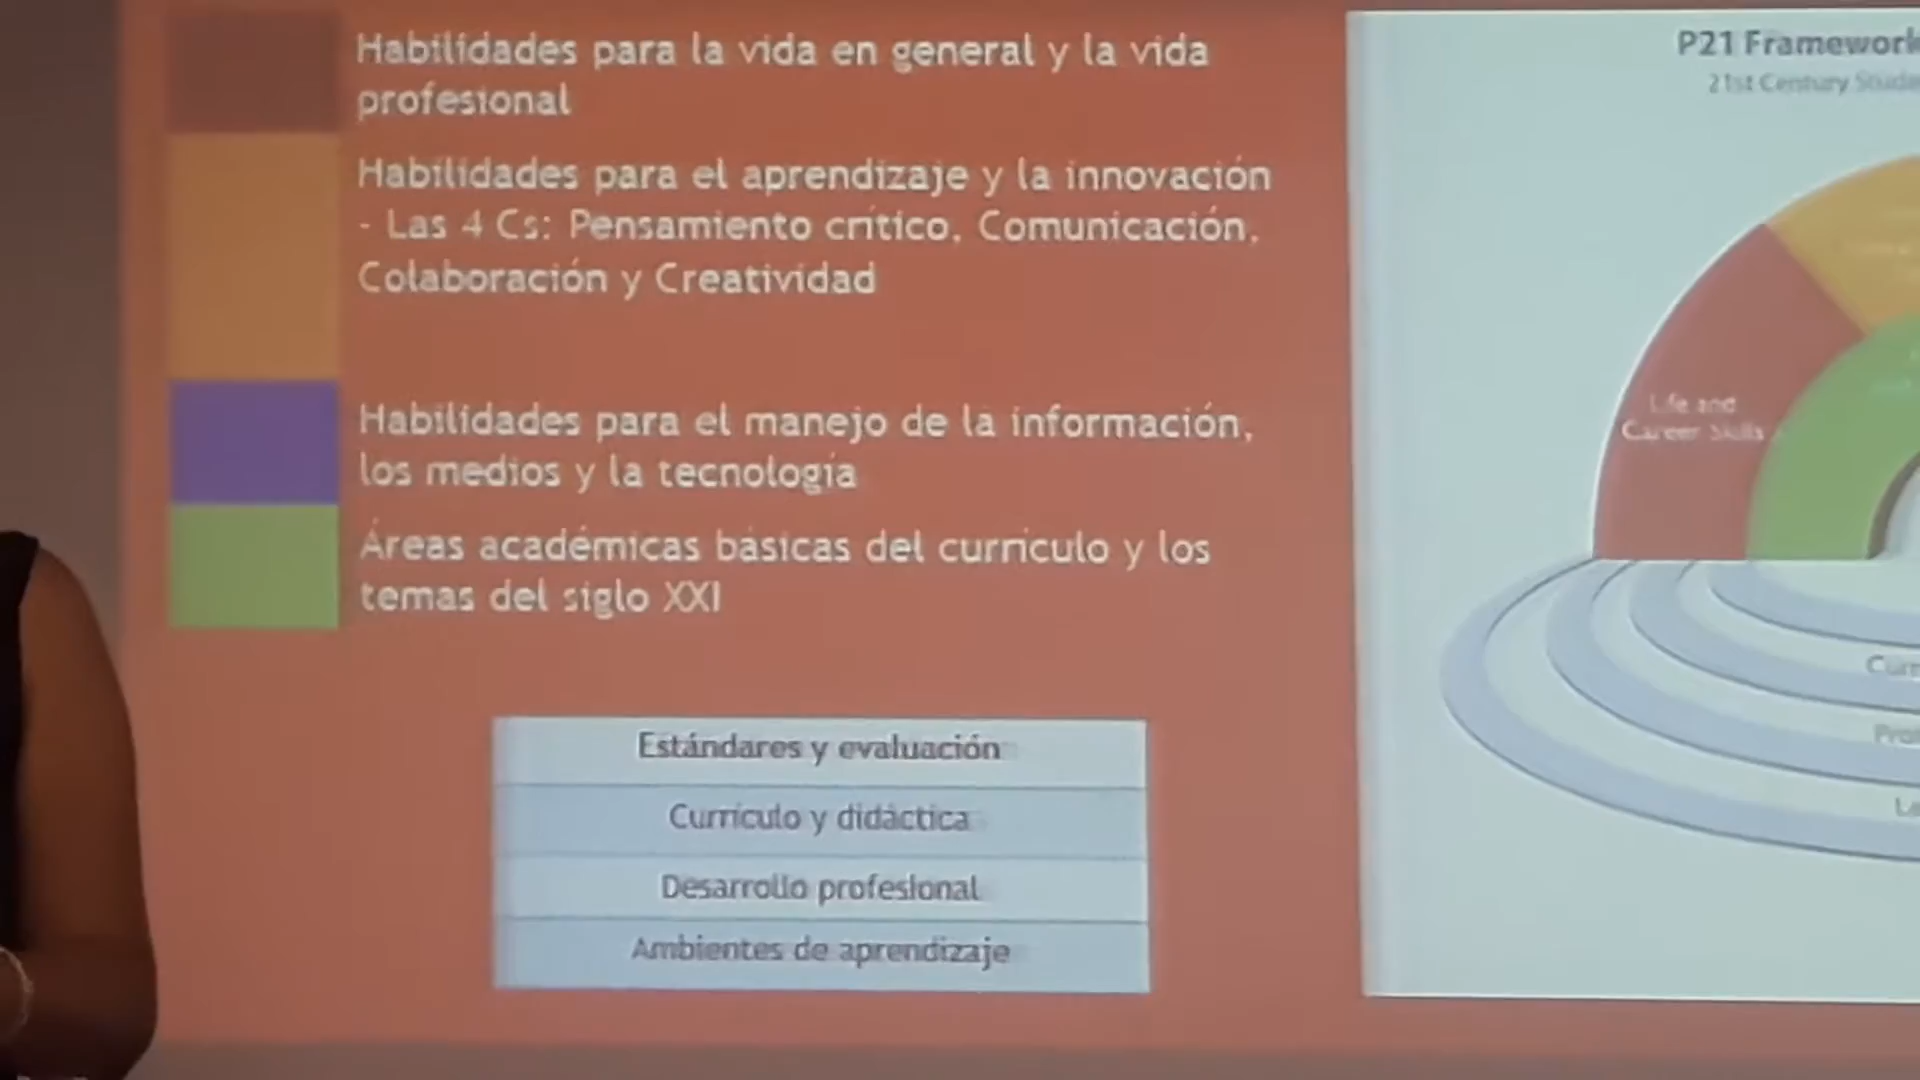 Habilidades para la vida en general y la vida
profesional
Habilidades para el aprendizaje y la innovación
- Las 4 Cs: Pensamiento crítico, Comunicación,
Colaboración y Creatividad
Habilidades para el manejo de la información,
los medios y la tecnología
Áreas académicas básicas del currículo y los
temas del siglo XXI
Estándares y evaluación
Currículo y didáctica
Desarrollo profesional
Ambientes de aprendizaje
P21 Framework
21st Century
Life and
Career Skills